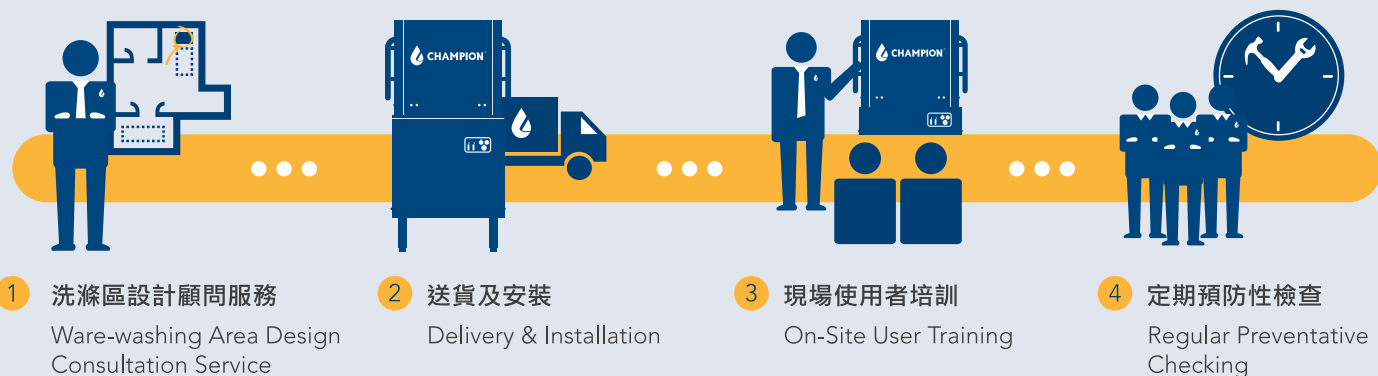 CHAMPION
CHAMPION
1 洗滌區設計顧問服務
Ware-washing Area Design
Consultation Service
2 送貨及安裝
Delivery & Installation
3 現場使用者培訓
On-Site User Training
4 定期預防性檢查
Regular Preventative
Checking